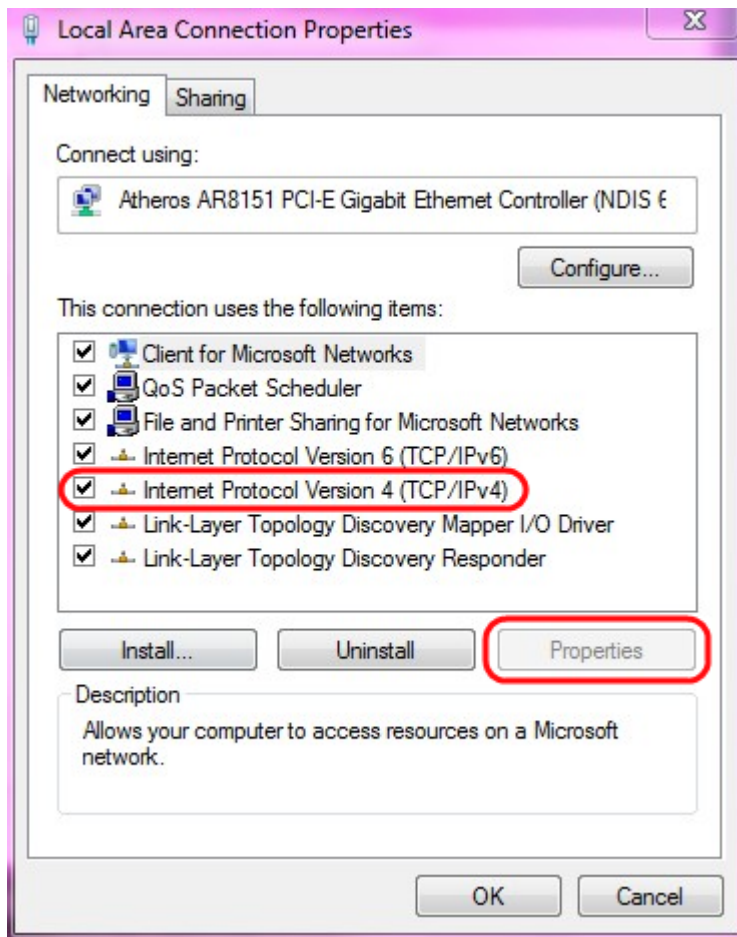 Local Area Connection Properties
Networking
Sharing
Connect using:
Atheros AR8151 PCI-E Gigabit Ethernet Controller (NDIS 6
Configure...
This connection uses the following items:
Client for Microsoft Networks
QoS Packet Scheduler
File and Printer Sharing for Microsoft Networks
Internet Protocol Version 6 (TCP/IPv6)
Internet Protocol Version 4 (TCP/IPv4)
Link-Layer Topology Discovery Mapper I/O Driver
Link-Layer Topology Discovery Responder
Install...
Uninstall
Properties
Description
Allows your computer to access resources on a Microsoft
network.
OK
Cancel